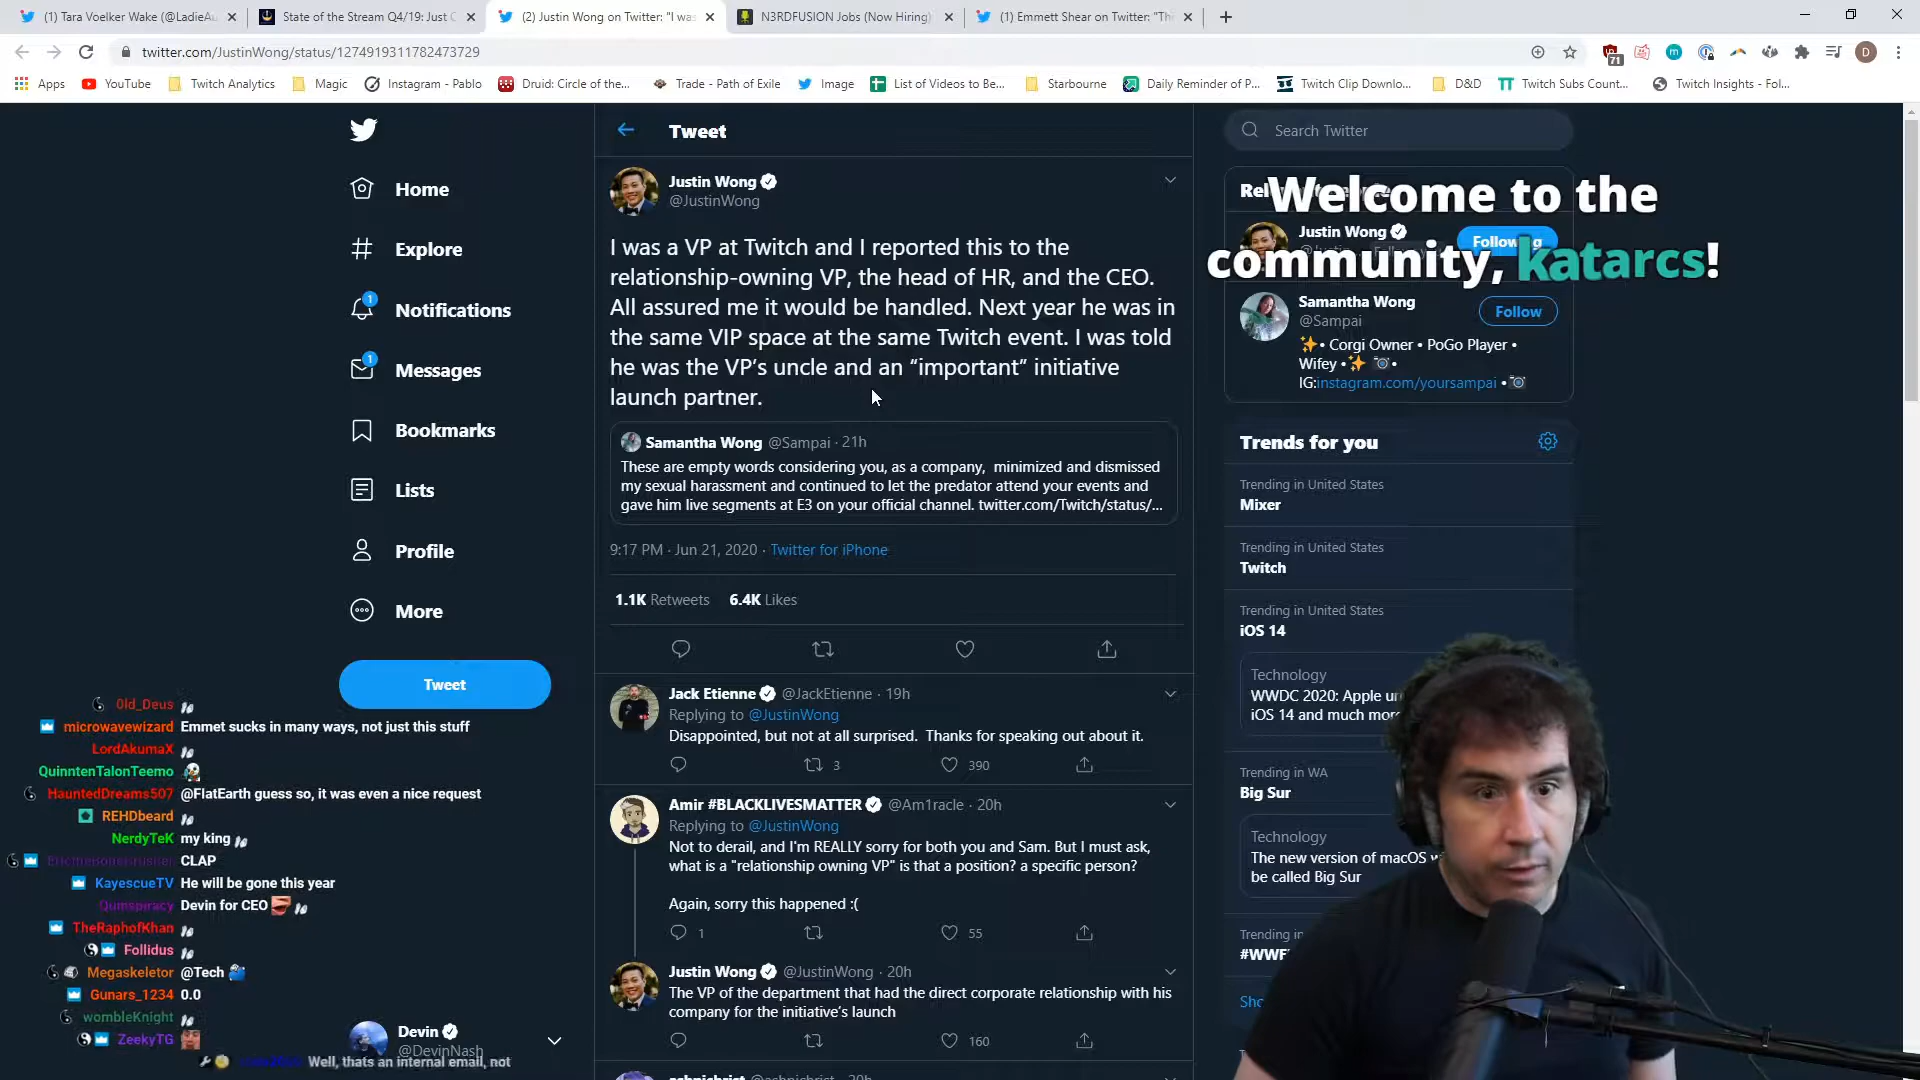 (1) Tara Voelker Wake (@LadieAu
State of the Stream Q4/19: Just C
(2) Justin Wong on Twitter: "I was
N3RDFUSION Jobs (Now Hiring)
(1) Emmett Shear on Twitter: "Th
twitter.com/JustinWong/status/1274919311782473729
71
D
Apps
YouTube
Twitch Analytics
Magic
Instagram - Pablo
Druid: Circle of the...
Trade - Path of Exile
Image
List of Videos to Be...
Starbourne
Daily Reminder of P...
Twitch Clip Downlo...
D&D
Twitch Subs Count...
Twitch Insights - Fol...
Home
Explore
1
Notifications
1
Messages
Bookmarks
Lists
Profile
More
Tweet
Tweet
Justin Wong
@JustinWong
I was a VP at Twitch and I reported this to the
relationship-owning VP, the head of HR, and the CEO.
All assured me it would be handled. Next year he was in
the same VIP space at the same Twitch event. I was told
he was the VP's uncle and an “important” initiative
launch partner.
Samantha Wong @Sampai · 21h
These are empty words considering you, as a company, minimized and dismissed
my sexual harassment and continued to let the predator attend your events and
gave him live segments at E3 on your official channel. twitter.com/Twitch/status/...
9:17 PM · Jun 21, 2020 · Twitter for iPhone
1.1K Retweets 6.4K Likes
Jack Etienne @JackEtienne · 19h
Replying to @JustinWong
Disappointed, but not at all surprised. Thanks for speaking out about it.
3
390
Amir #BLACKLIVESMATTER @Am1racle · 20h
Replying to @JustinWong
Not to derail, and I'm REALLY sorry for both you and Sam. But I must ask,
what is a "relationship owning VP" is that a position? a specific person?
Again, sorry this happened :(
1
55
Justin Wong @JustinWong · 20h
The VP of the department that had the direct corporate relationship with his
company for the initiative's launch
160
Search Twitter
Welcome to the
community, katarcs!
Justin Wong
Following
Samantha Wong
@Sampai
Follow
• Corgi Owner • PoGo Player •
Wifey • •
IG:instagram.com/yoursampai •
Trends for you
Trending in United States
Mixer
Trending in United States
Twitch
Trending in United States
iOS 14
Technology
WWDC 2020: Apple un
iOS 14 and much more
Trending in WA
Big Sur
Technology
The new version of macOS w
be called Big Sur
Trending in
#WWE
Sho
0ld_Deus
microwavewizard Emmet sucks in many ways, not just this stuff
LordAkumaX
QuinntenTalonTeemo
HauntedDreams507 @FlatEarth guess so, it was even a nice request
REHDbeard
NerdyTeK my king
CLAP
KayescueTV He will be gone this year
Qumspiracy Devin for CEO
TheRaphofKhan
Follidus
Megaskeletor @Tech
Gunars_1234 0.0
wombleKnight
ZeekyTG
Well, thats an internal email, not
Devin
@DevinNash